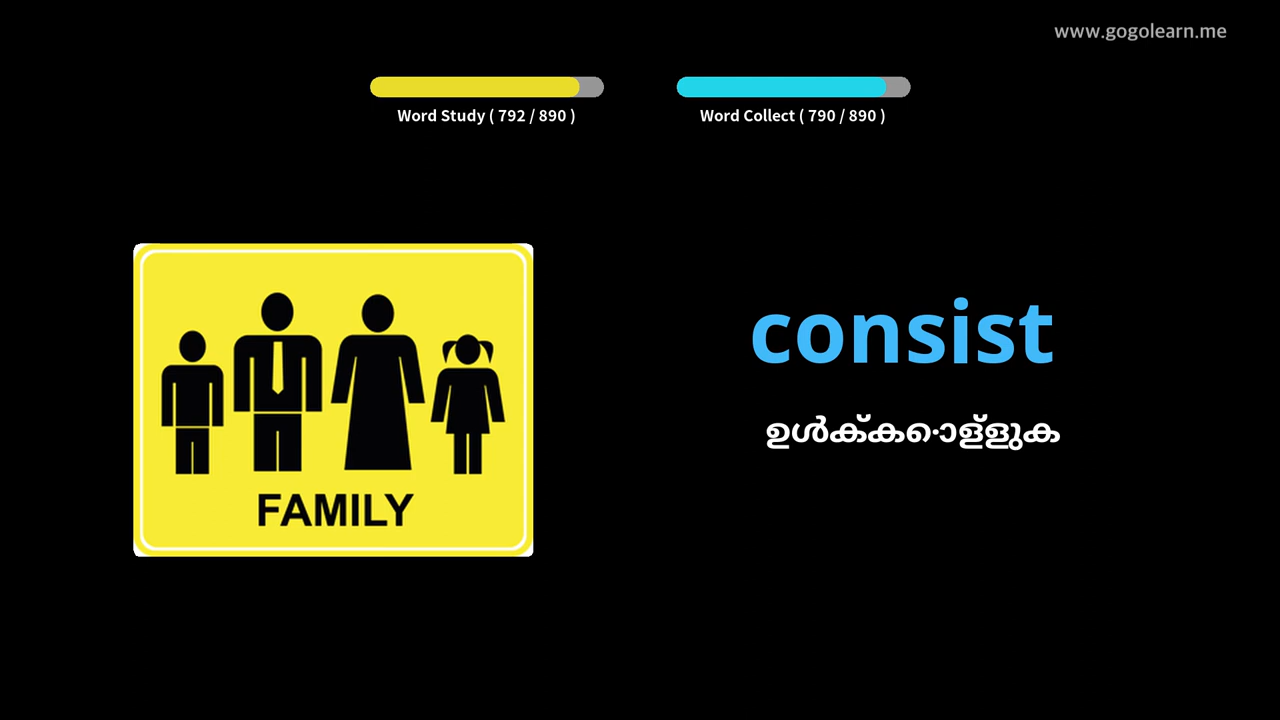 www.gogolearn.me
Word Study ( 792 / 890 )
Word Collect ( 790 / 890 )
FAMILY
consist
ഉൾക്കൊള്ളുക